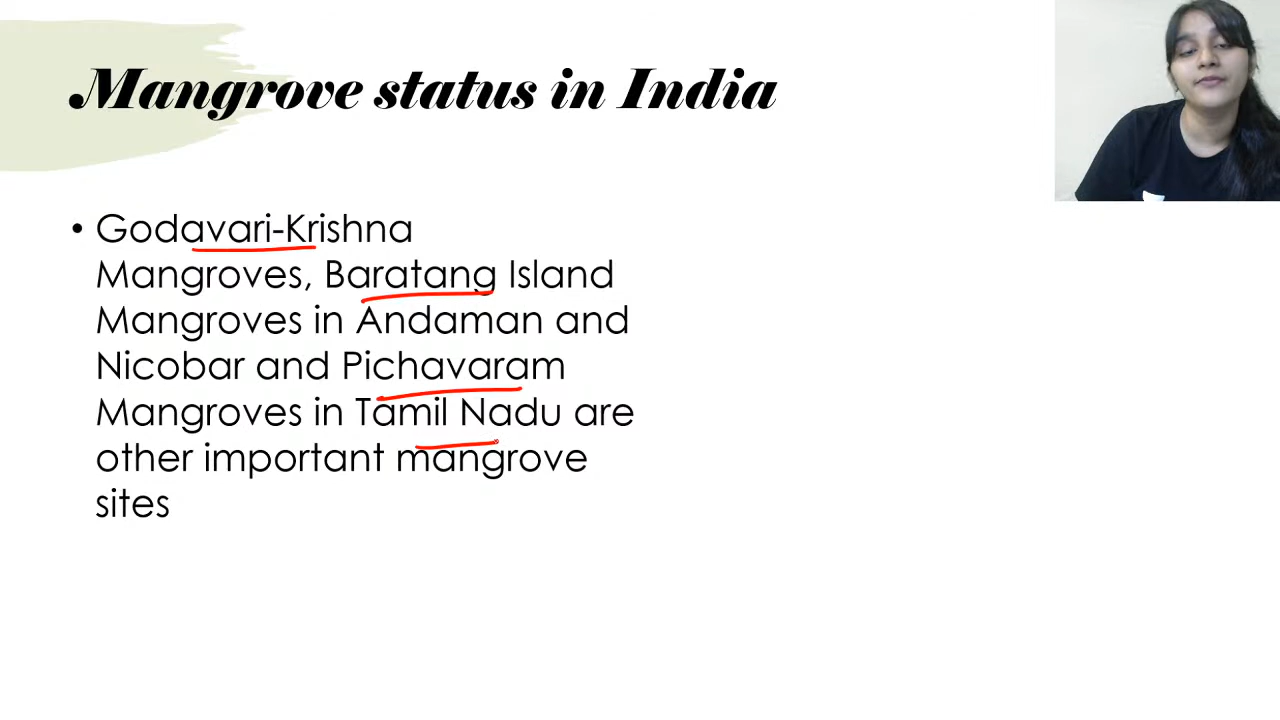 Mangrove status in India
• Godavari-Krishna
Mangroves, Baratang Island
Mangroves in Andaman and
Nicobar and Pichavaram
Mangroves in Tamil Nadu are
other important mangrove
sites